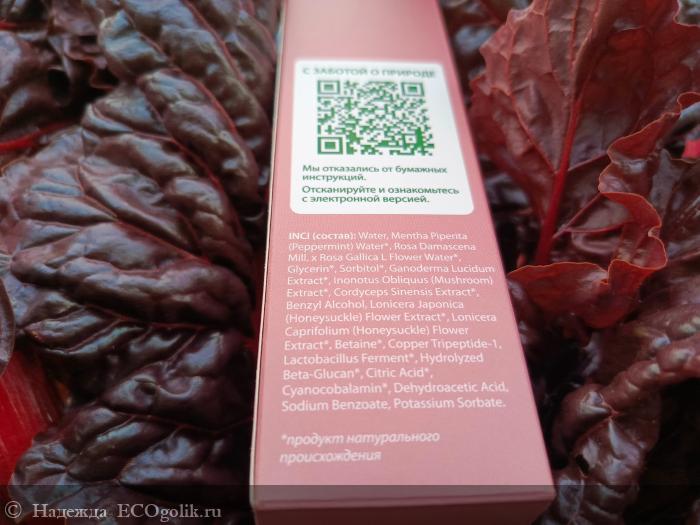 С ЗАБОТОЙ О ПРИРОДЕ
Мы отказались от бумажных
инструкций.
Отсканируйте и ознакомьтесь
с электронной версией.
INCI (состав): Water, Mentha Piperita
(Peppermint) Water*, Rosa Damascena
Mill. x Rosa Gallica L Flower Water*,
Glycerin*, Sorbitol*, Ganoderma Lucidum
Extract*, Inonotus Obliquus (Mushroom)
Extract*, Cordyceps Sinensis Extract*,
Benzyl Alcohol, Lonicera Japonica
(Honeysuckle) Flower Extract*, Lonicera
Caprifolium (Honeysuckle) Flower
Extract*, Betaine*, Copper Tripeptide-1,
Lactobacillus Ferment*, Hydrolyzed
Beta-Glucan*, Citric Acid*,
Cyanocobalamin*, Dehydroacetic Acid,
Sodium Benzoate, Potassium Sorbate.
*продукт натурального
происхождения
© Надежда ECOgolik.ru